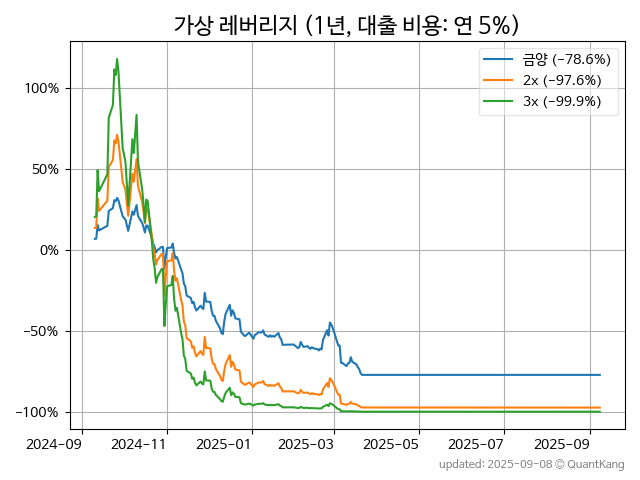 가상 레버리지 (1년, 대출 비용: 연 5%)
금양 (-78.6%)
2x (-97.6%)
3x (-99.9%)
100%
50%
0%
−50%
−100%
2024-09 2024-11 2025-01 2025-03 2025-05 2025-07 2025-09
updated: 2025-09-08 © QuantKang